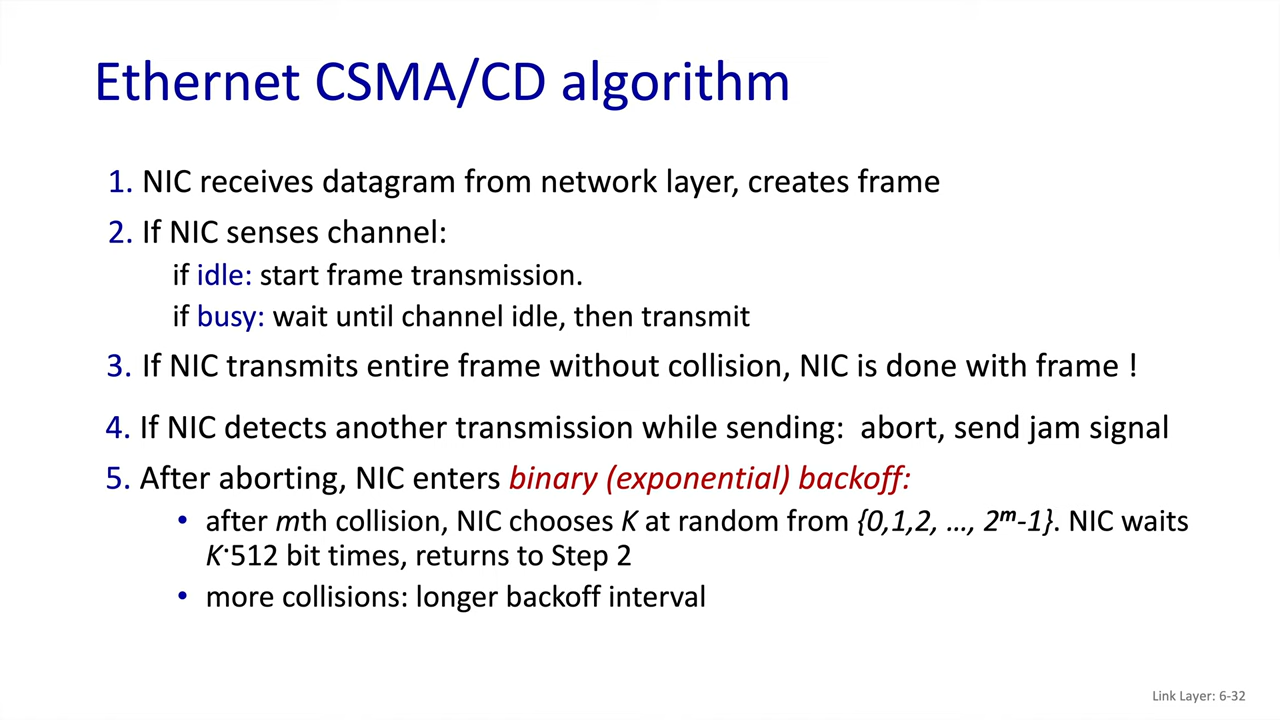 Ethernet CSMA/CD algorithm
1. NIC receives datagram from network layer, creates frame
2. If NIC senses channel:
if idle: start frame transmission.
if busy: wait until channel idle, then transmit
3. If NIC transmits entire frame without collision, NIC is done with frame !
4. If NIC detects another transmission while sending: abort, send jam signal
5. After aborting, NIC enters binary (exponential) backoff:
• after mth collision, NIC chooses K at random from {0,1,2, …, 2ᵐ-1}. NIC waits
K·512 bit times, returns to Step 2
• more collisions: longer backoff interval
Link Layer: 6-32